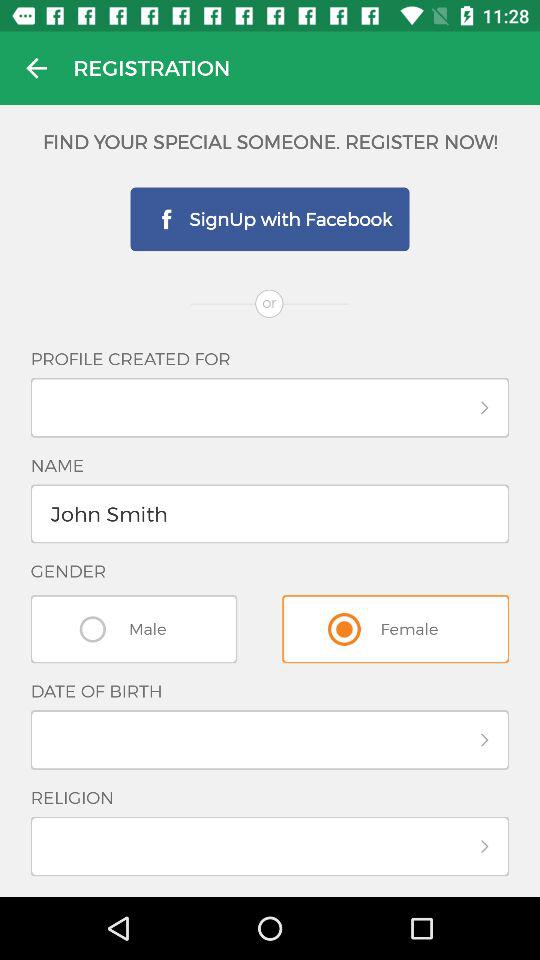 11:28
REGISTRATION
FIND YOUR SPECIAL SOMEONE. REGISTER NOW!
f SignUp with Facebook
or
PROFILE CREATED FOR
NAME
John Smith
GENDER
Male Female
DATE OF BIRTH
RELIGION